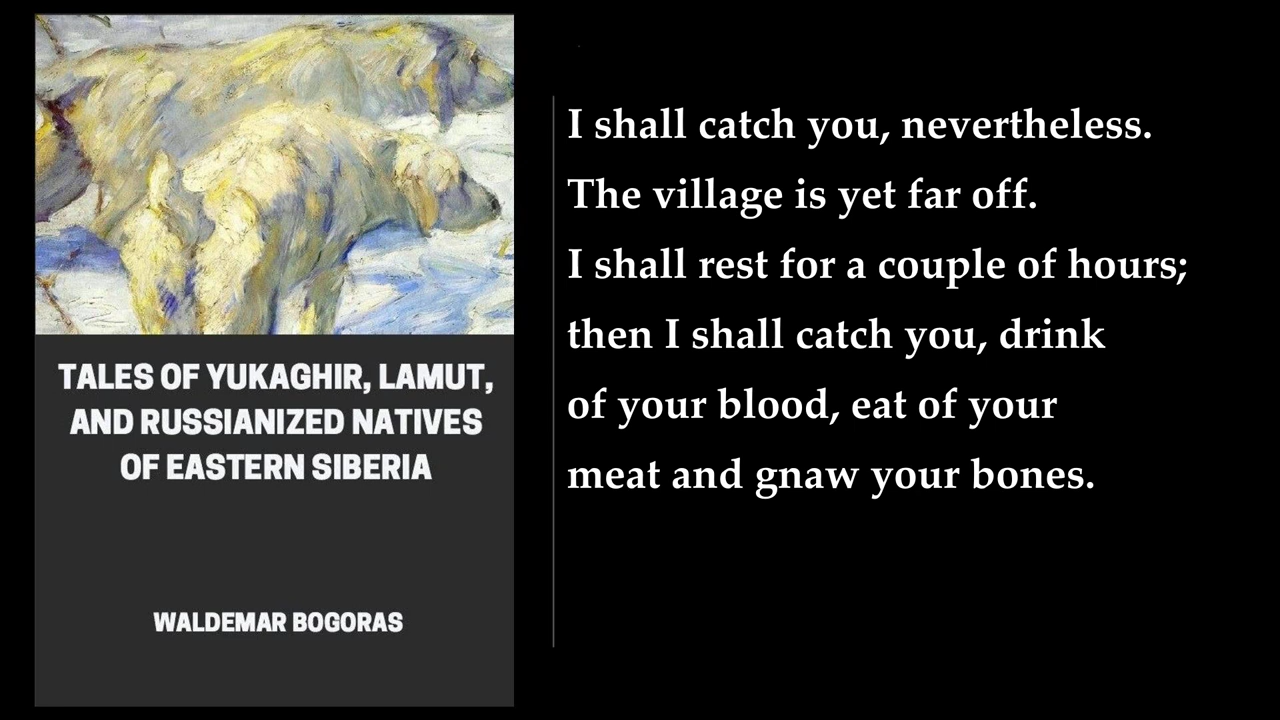 TALES OF YUKAGHIR, LAMUT,
AND RUSSIANIZED NATIVES
OF EASTERN SIBERIA
WALDEMAR BOGORAS
I shall catch you, nevertheless.
The village is yet far off.
I shall rest for a couple of hours;
then I shall catch you, drink
of your blood, eat of your
meat and gnaw your bones.